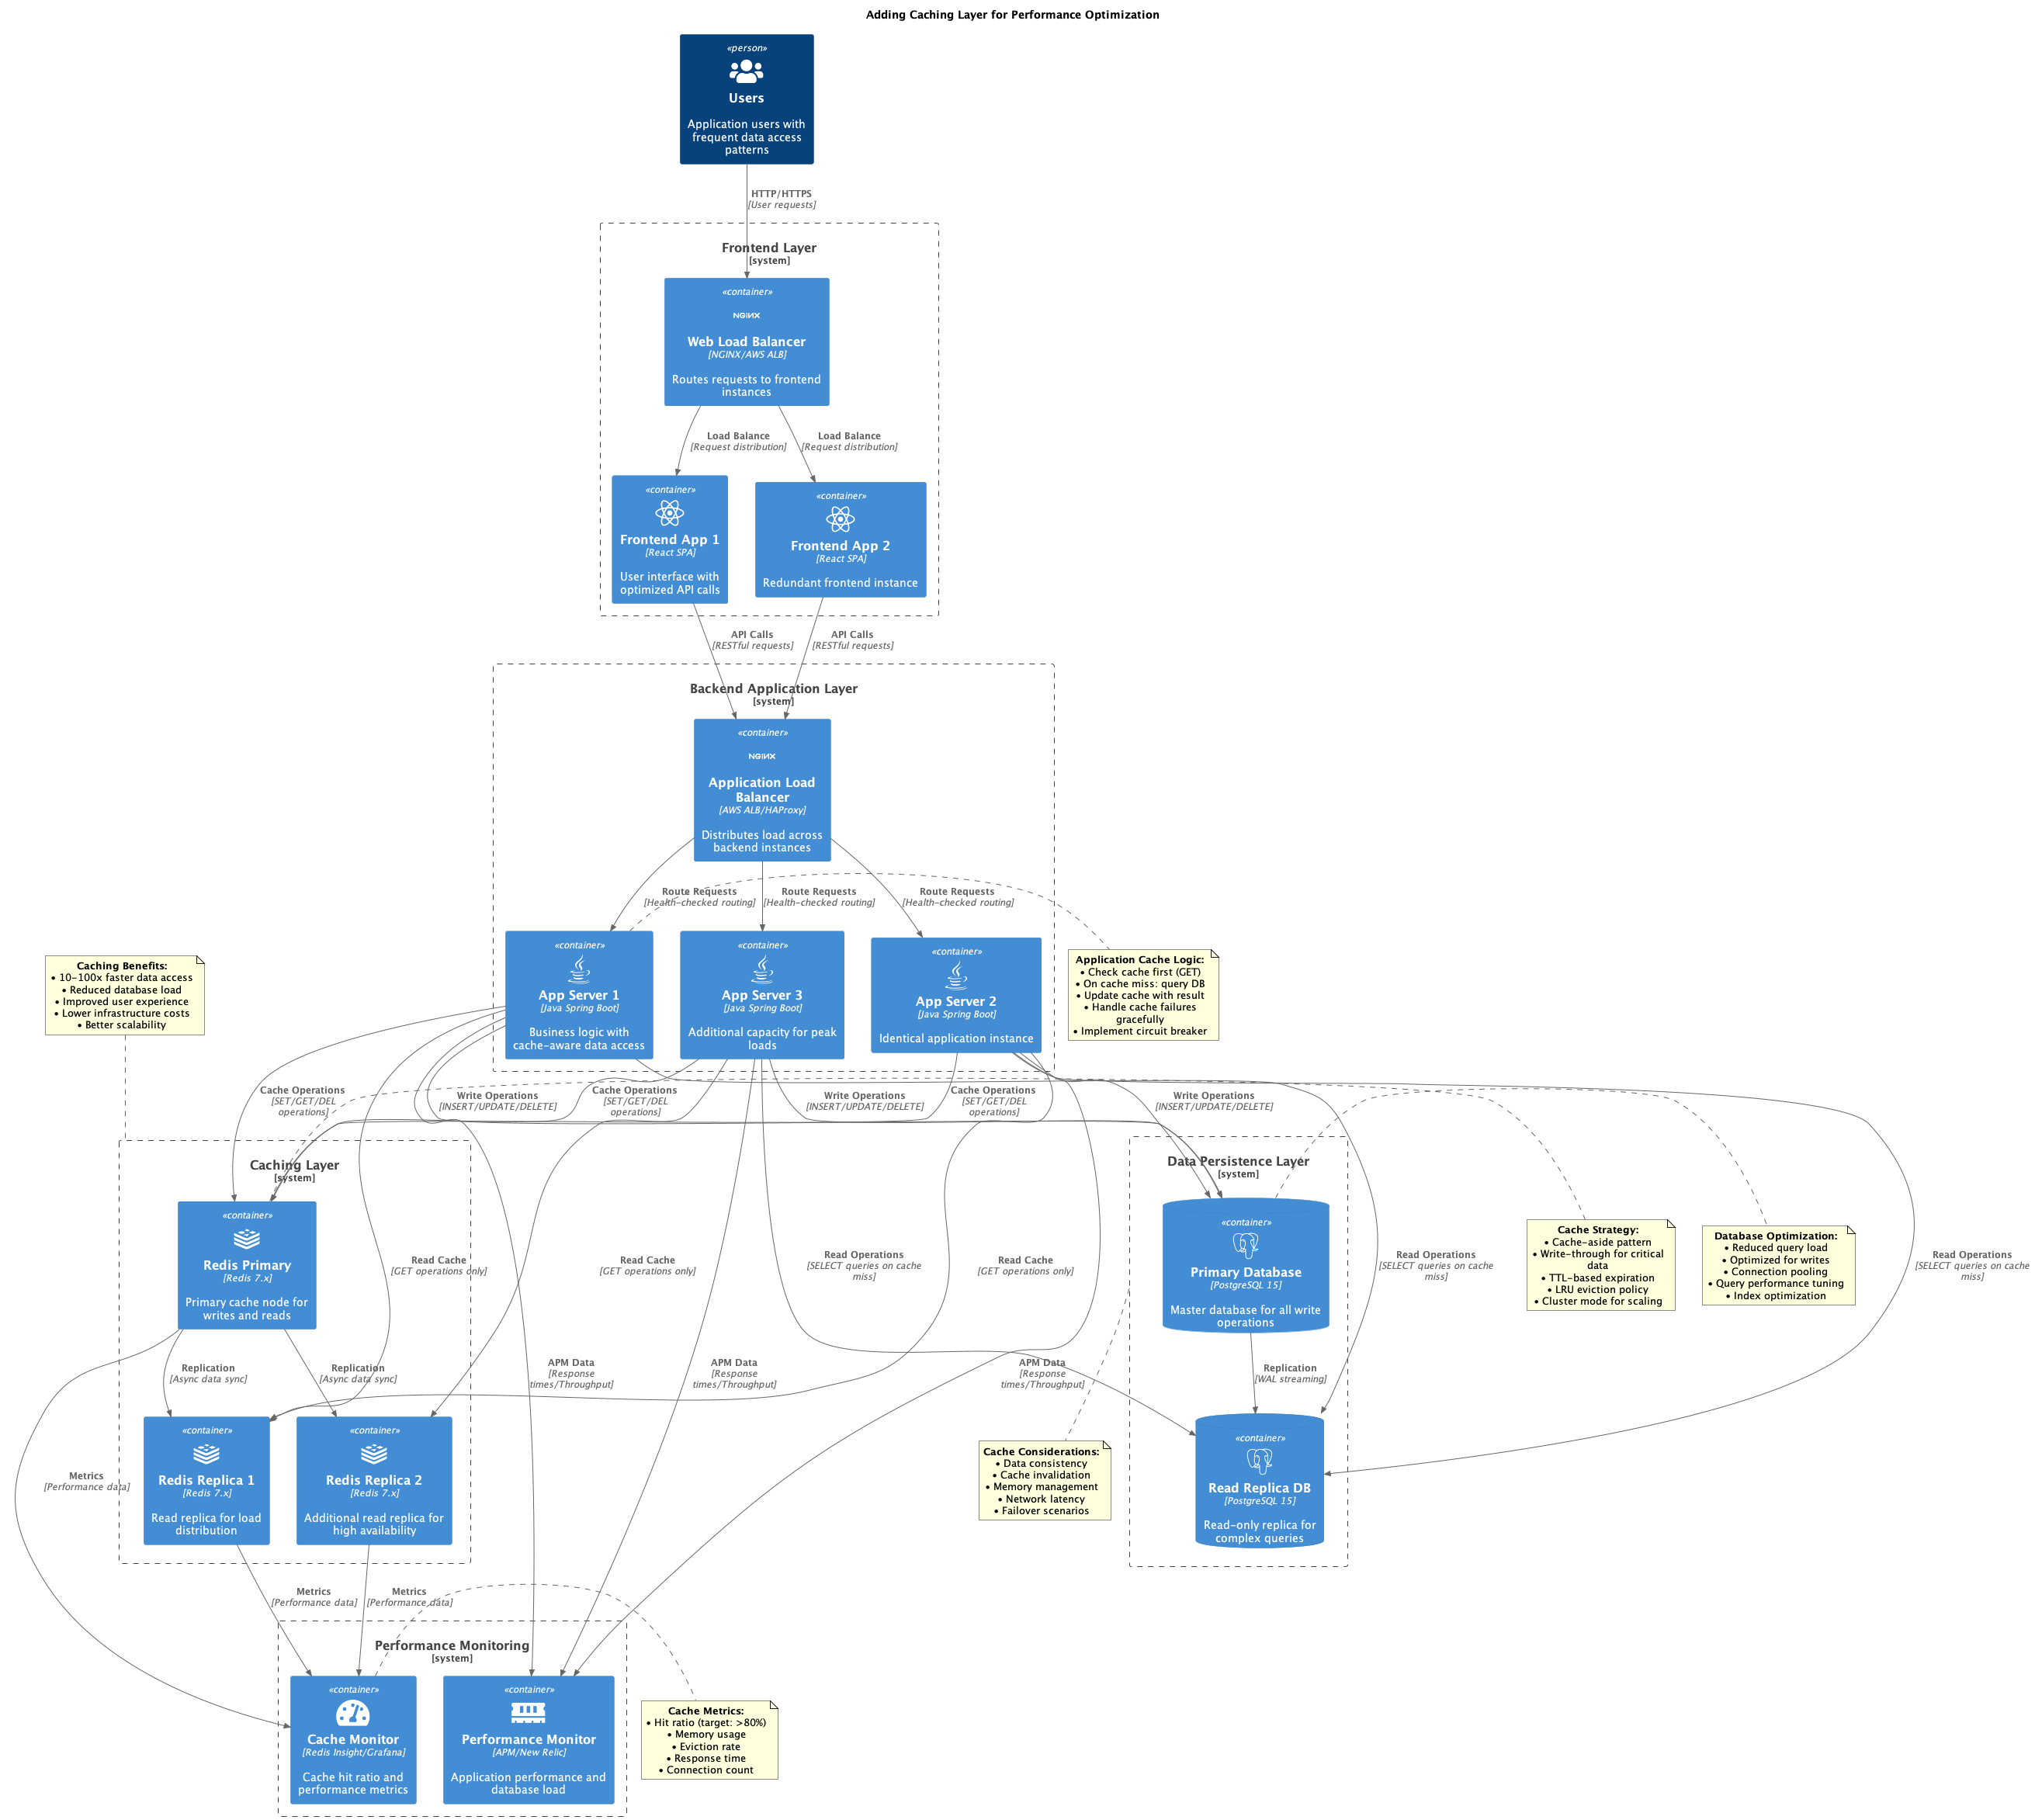 Adding Caching Layer for Performance Optimization
«person»
Users
Application users with
frequent data access
patterns
HTTP/HTTPS
[User requests]
Frontend Layer
[system]
«container»
NGINX
Web Load Balancer
[NGINX/AWS ALB]
Routes requests to frontend
instances
Load Balance
[Request distribution]
Load Balance
[Request distribution]
«container»
Frontend App 1
[React SPA]
User interface with
optimized API calls
«container»
Frontend App 2
[React SPA]
Redundant frontend instance
API Calls
[RESTful requests]
API Calls
[RESTful requests]
Backend Application Layer
[system]
«container»
NGINX
Application Load
Balancer
[AWS ALB/HAProxy]
Distributes load across
backend instances
Route Requests
[Health-checked routing]
Route Requests
[Health-checked routing]
Route Requests
[Health-checked routing]
«container»
App Server 1
[Java Spring Boot]
Business logic with
cache-aware data access
«container»
App Server 3
[Java Spring Boot]
Additional capacity for peak
loads
«container»
App Server 2
[Java Spring Boot]
Identical application instance
Application Cache Logic:
• Check cache first (GET)
• On cache miss: query DB
• Update cache with result
• Handle cache failures
gracefully
• Implement circuit breaker
Caching Benefits:
• 10-100x faster data access
• Reduced database load
• Improved user experience
• Lower infrastructure costs
• Better scalability
Cache Operations
[SET/GET/DEL
operations]
Write Operations
[INSERT/UPDATE/DELETE]
Cache Operations
[SET/GET/DEL
operations]
Write Operations
[INSERT/UPDATE/DELETE]
Cache Operations
[SET/GET/DEL
operations]
Write Operations
[INSERT/UPDATE/DELETE]
Caching Layer
[system]
«container»
Redis Primary
[Redis 7.x]
Primary cache node for
writes and reads
Read Cache
[GET operations only]
Read Cache
[GET operations only]
Read Operations
[SELECT queries on cache
miss]
Read Cache
[GET operations only]
Data Persistence Layer
[system]
«container»
Primary Database
[PostgreSQL 15]
Master database for all write
operations
Read Operations
[SELECT queries on cache
miss]
Cache Strategy:
• Cache-aside pattern
• Write-through for critical
data
• TTL-based expiration
• LRU eviction policy
• Cluster mode for scaling
Database Optimization:
• Reduced query load
• Optimized for writes
• Connection pooling
• Query performance tuning
• Index optimization
Read Operations
[SELECT queries on cache
miss]
Replication
[Async data sync]
Replication
[Async data sync]
APM Data
[Response
times/Throughput]
APM Data
[Response
times/Throughput]
APM Data
[Response
times/Throughput]
Replication
[WAL streaming]
Metrics
[Performance data]
«container»
Redis Replica 1
[Redis 7.x]
Read replica for load
distribution
«container»
Redis Replica 2
[Redis 7.x]
Additional read replica for
high availability
Cache Considerations:
• Data consistency
• Cache invalidation
• Memory management
• Network latency
• Failover scenarios
«container»
Read Replica DB
[PostgreSQL 15]
Read-only replica for
complex queries
Metrics
[Performance data]
Metrics
[Performance data]
Performance Monitoring
[system]
«container»
Cache Monitor
[Redis Insight/Grafana]
Cache hit ratio and
performance metrics
«container»
Performance Monitor
[APM/New Relic]
Application performance and
database load
Cache Metrics:
• Hit ratio (target: >80%)
• Memory usage
• Eviction rate
• Response time
• Connection count